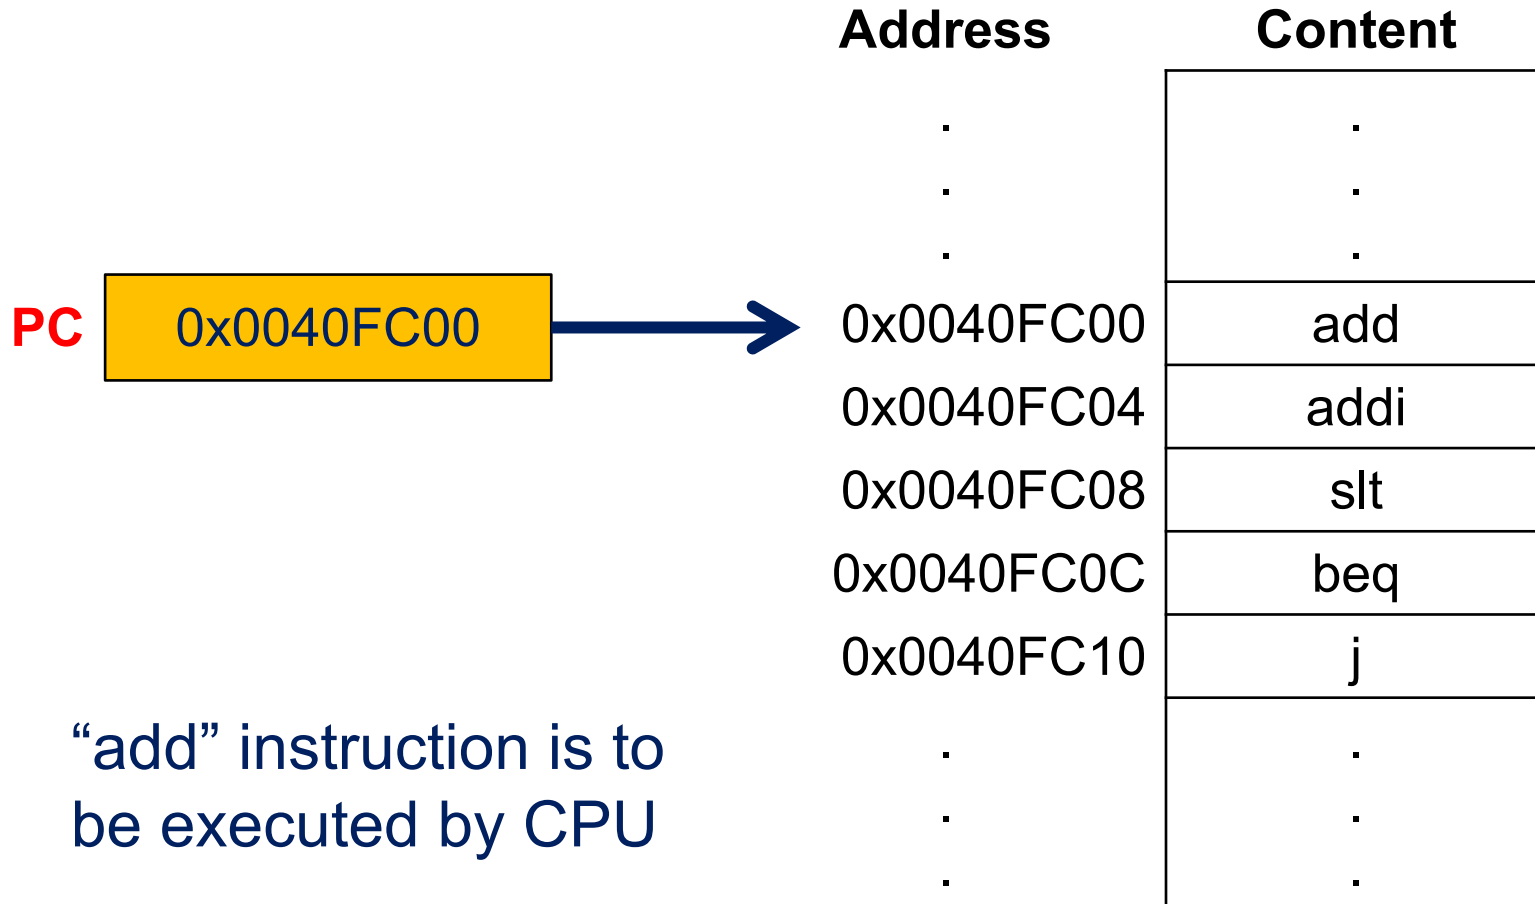 Address Content
. .
. .
. .
PC 0x0040FC00 0x0040FC00 add
0x0040FC04 addi
0x0040FC08 slt
0x0040FC0C beq
0x0040FC10 j
“add” instruction is to
be executed by CPU
. .
. .
. .